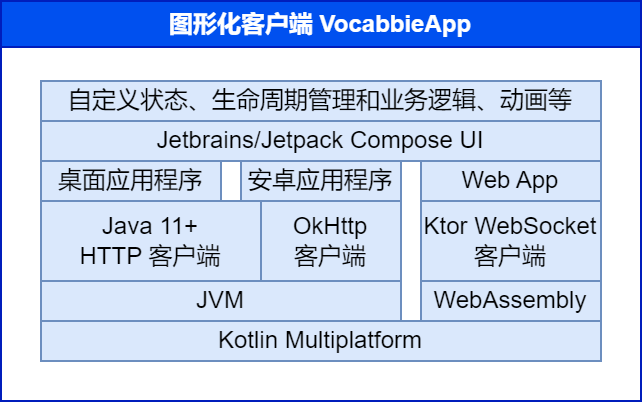 图形化客户端 VocabbieApp
自定义状态、生命周期管理和业务逻辑、动画等
Jetbrains/Jetpack Compose UI
桌面应用程序
安卓应用程序
Web App
Java 11+
HTTP 客户端
OkHttp
客户端
Ktor WebSocket
客户端
JVM
WebAssembly
Kotlin Multiplatform